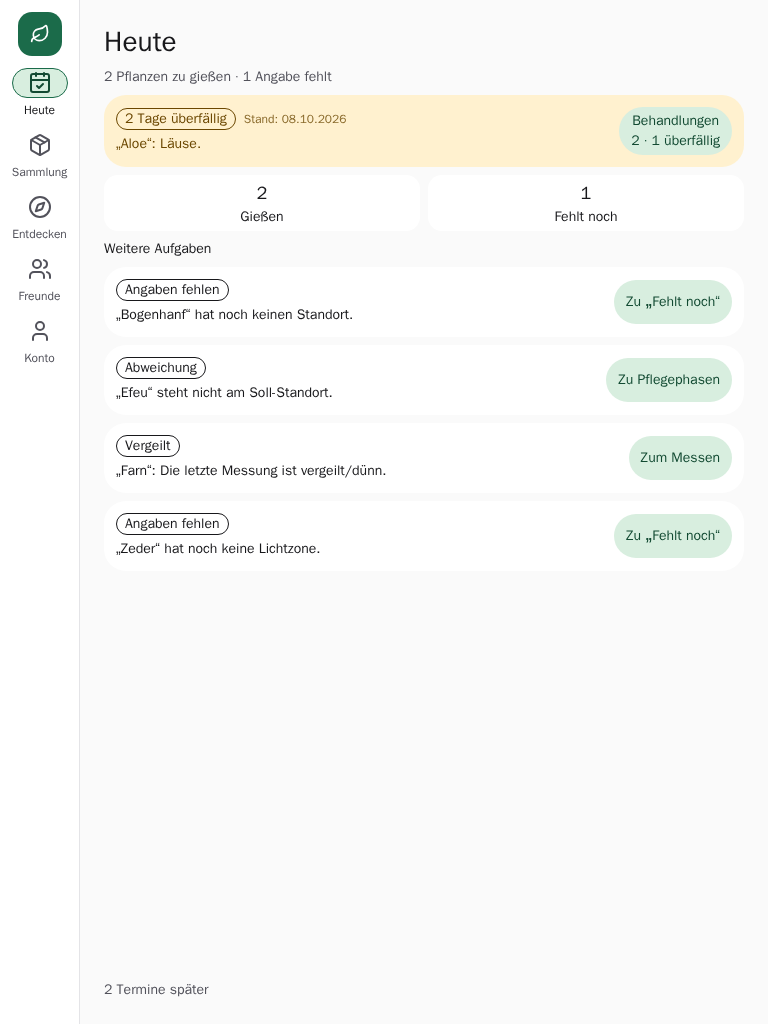 Heute
Sammlung
Entdecken
Freunde
Konto
Heute
2 Pflanzen zu gießen · 1 Angabe fehlt
2 Tage überfällig Stand: 08.10.2026
„Aloe“: Läuse.
Behandlungen
2 · 1 überfällig
2
Gießen
1
Fehlt noch
Weitere Aufgaben
Angaben fehlen
„Bogenhanf“ hat noch keinen Standort.
Zu „Fehlt noch“
Abweichung
„Efeu“ steht nicht am Soll-Standort.
Zu Pflegephasen
Vergeilt
„Farn“: Die letzte Messung ist vergeilt/dünn.
Zum Messen
Angaben fehlen
„Zeder“ hat noch keine Lichtzone.
Zu „Fehlt noch“
2 Termine später